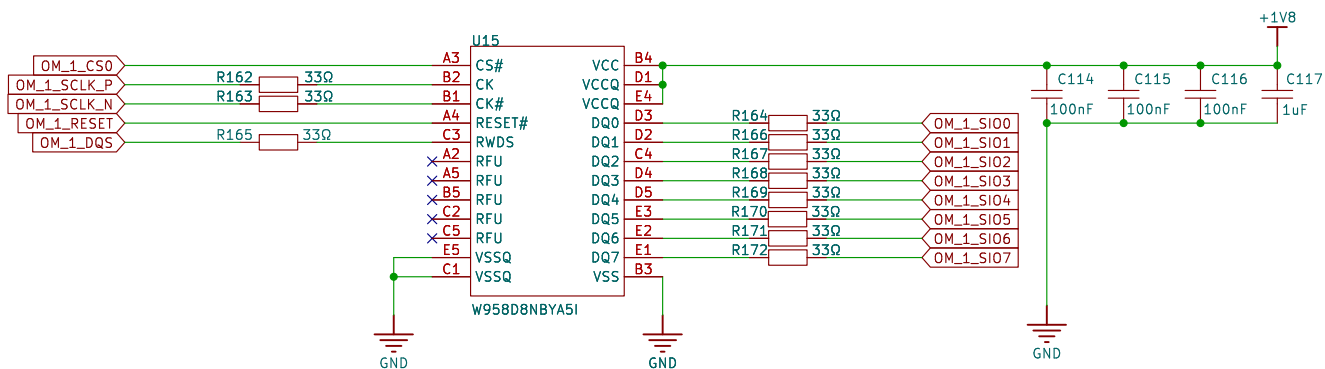 +1V8
U15
OM_1_CS0 A3 CS# VCC B4
OM_1_SCLK_P R162 33Ω B2 CK VCCQ D1 C114 C115 C116 C117
OM_1_SCLK_N R163 33Ω B1 CK# VCCQ E4 100nF 100nF 100nF 1uF
OM_1_RESET A4 RESET# DQ0 D3 R164 33Ω OM_1_SIO0
OM_1_DQS R165 33Ω C3 RWDS DQ1 D2 R166 33Ω OM_1_SIO1
A2 RFU DQ2 C4 R167 33Ω OM_1_SIO2
A5 RFU DQ3 D4 R168 33Ω OM_1_SIO3
B5 RFU DQ4 D5 R169 33Ω OM_1_SIO4
C2 RFU DQ5 E3 R170 33Ω OM_1_SIO5
C5 RFU DQ6 E2 R171 33Ω OM_1_SIO6
E5 VSSQ DQ7 E1 R172 33Ω OM_1_SIO7
C1 VSSQ VSS B3
W958D8NBYA5I
GND GND GND